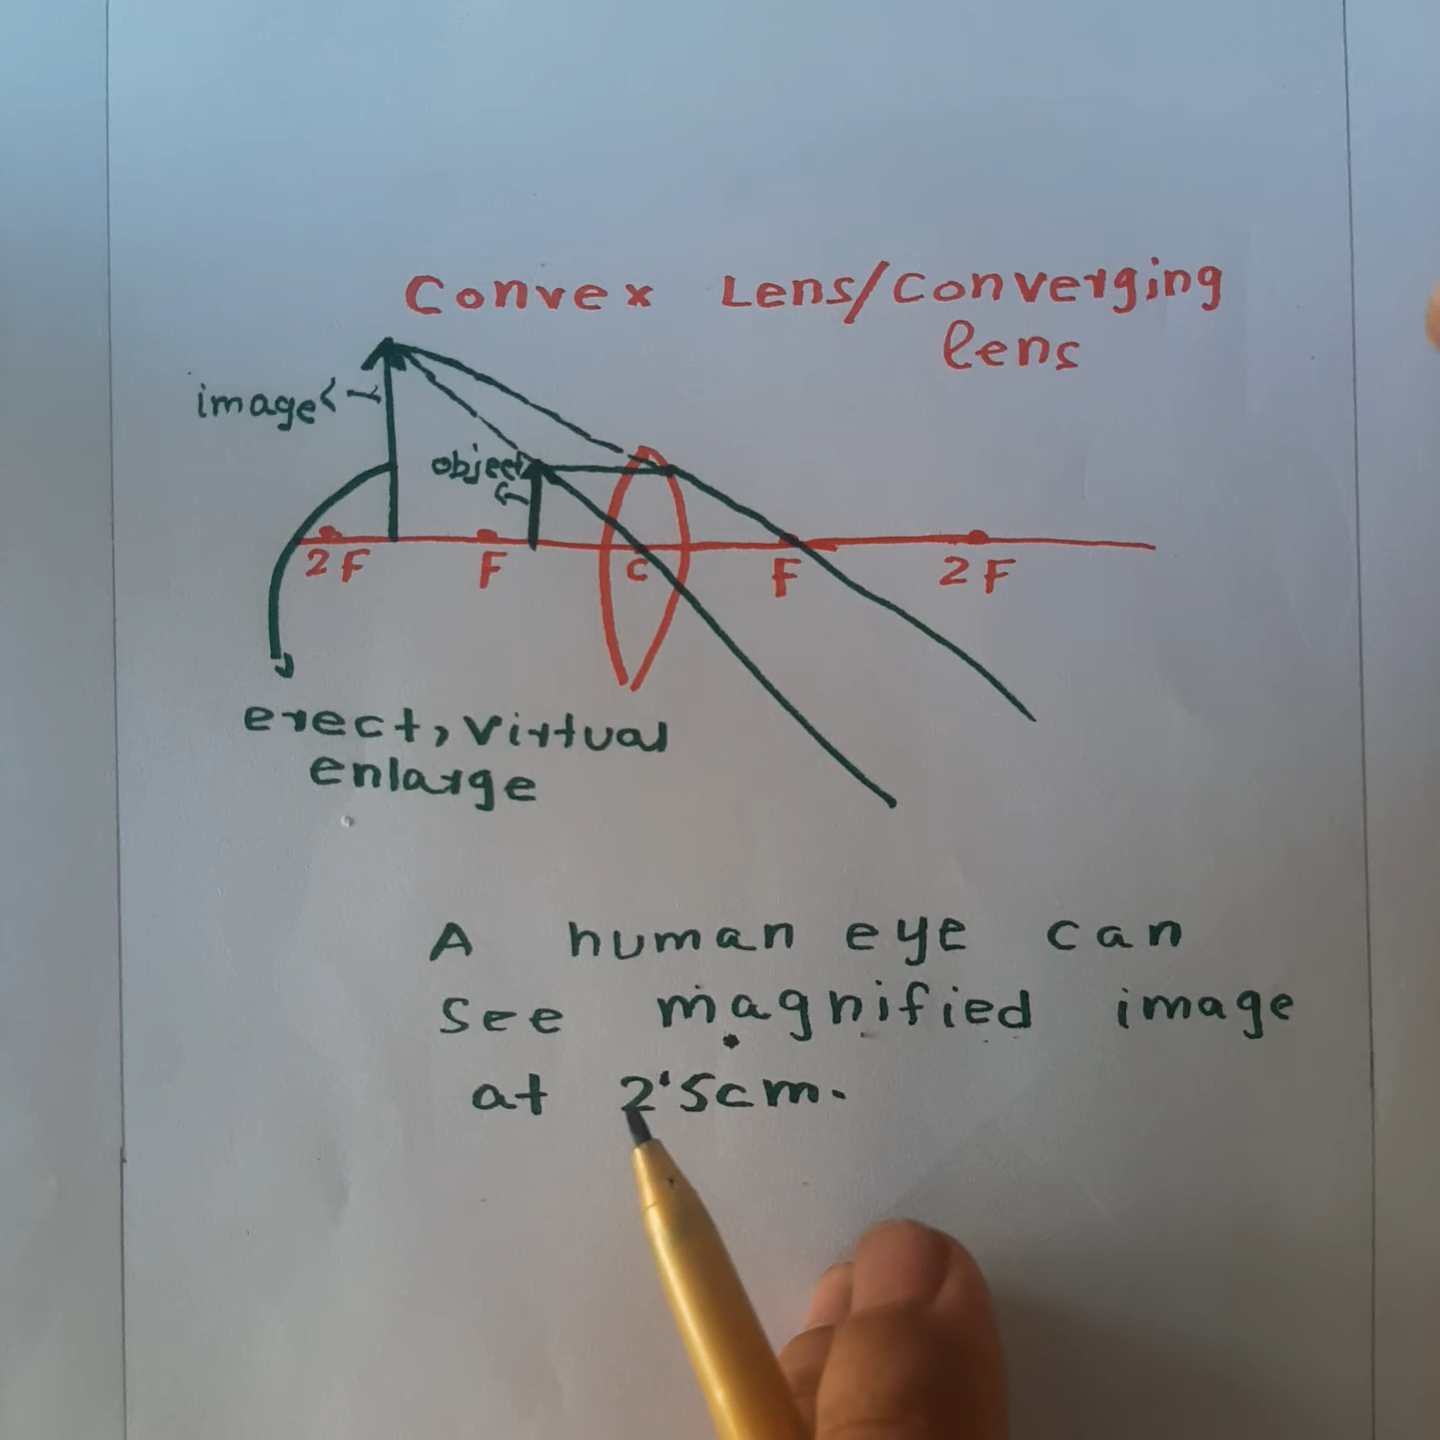 Convex Lens/Converging
lens
image
object
2F F C F 2F
erect, virtual
enlarge
A human eye can
see magnified image
at 2'5cm.